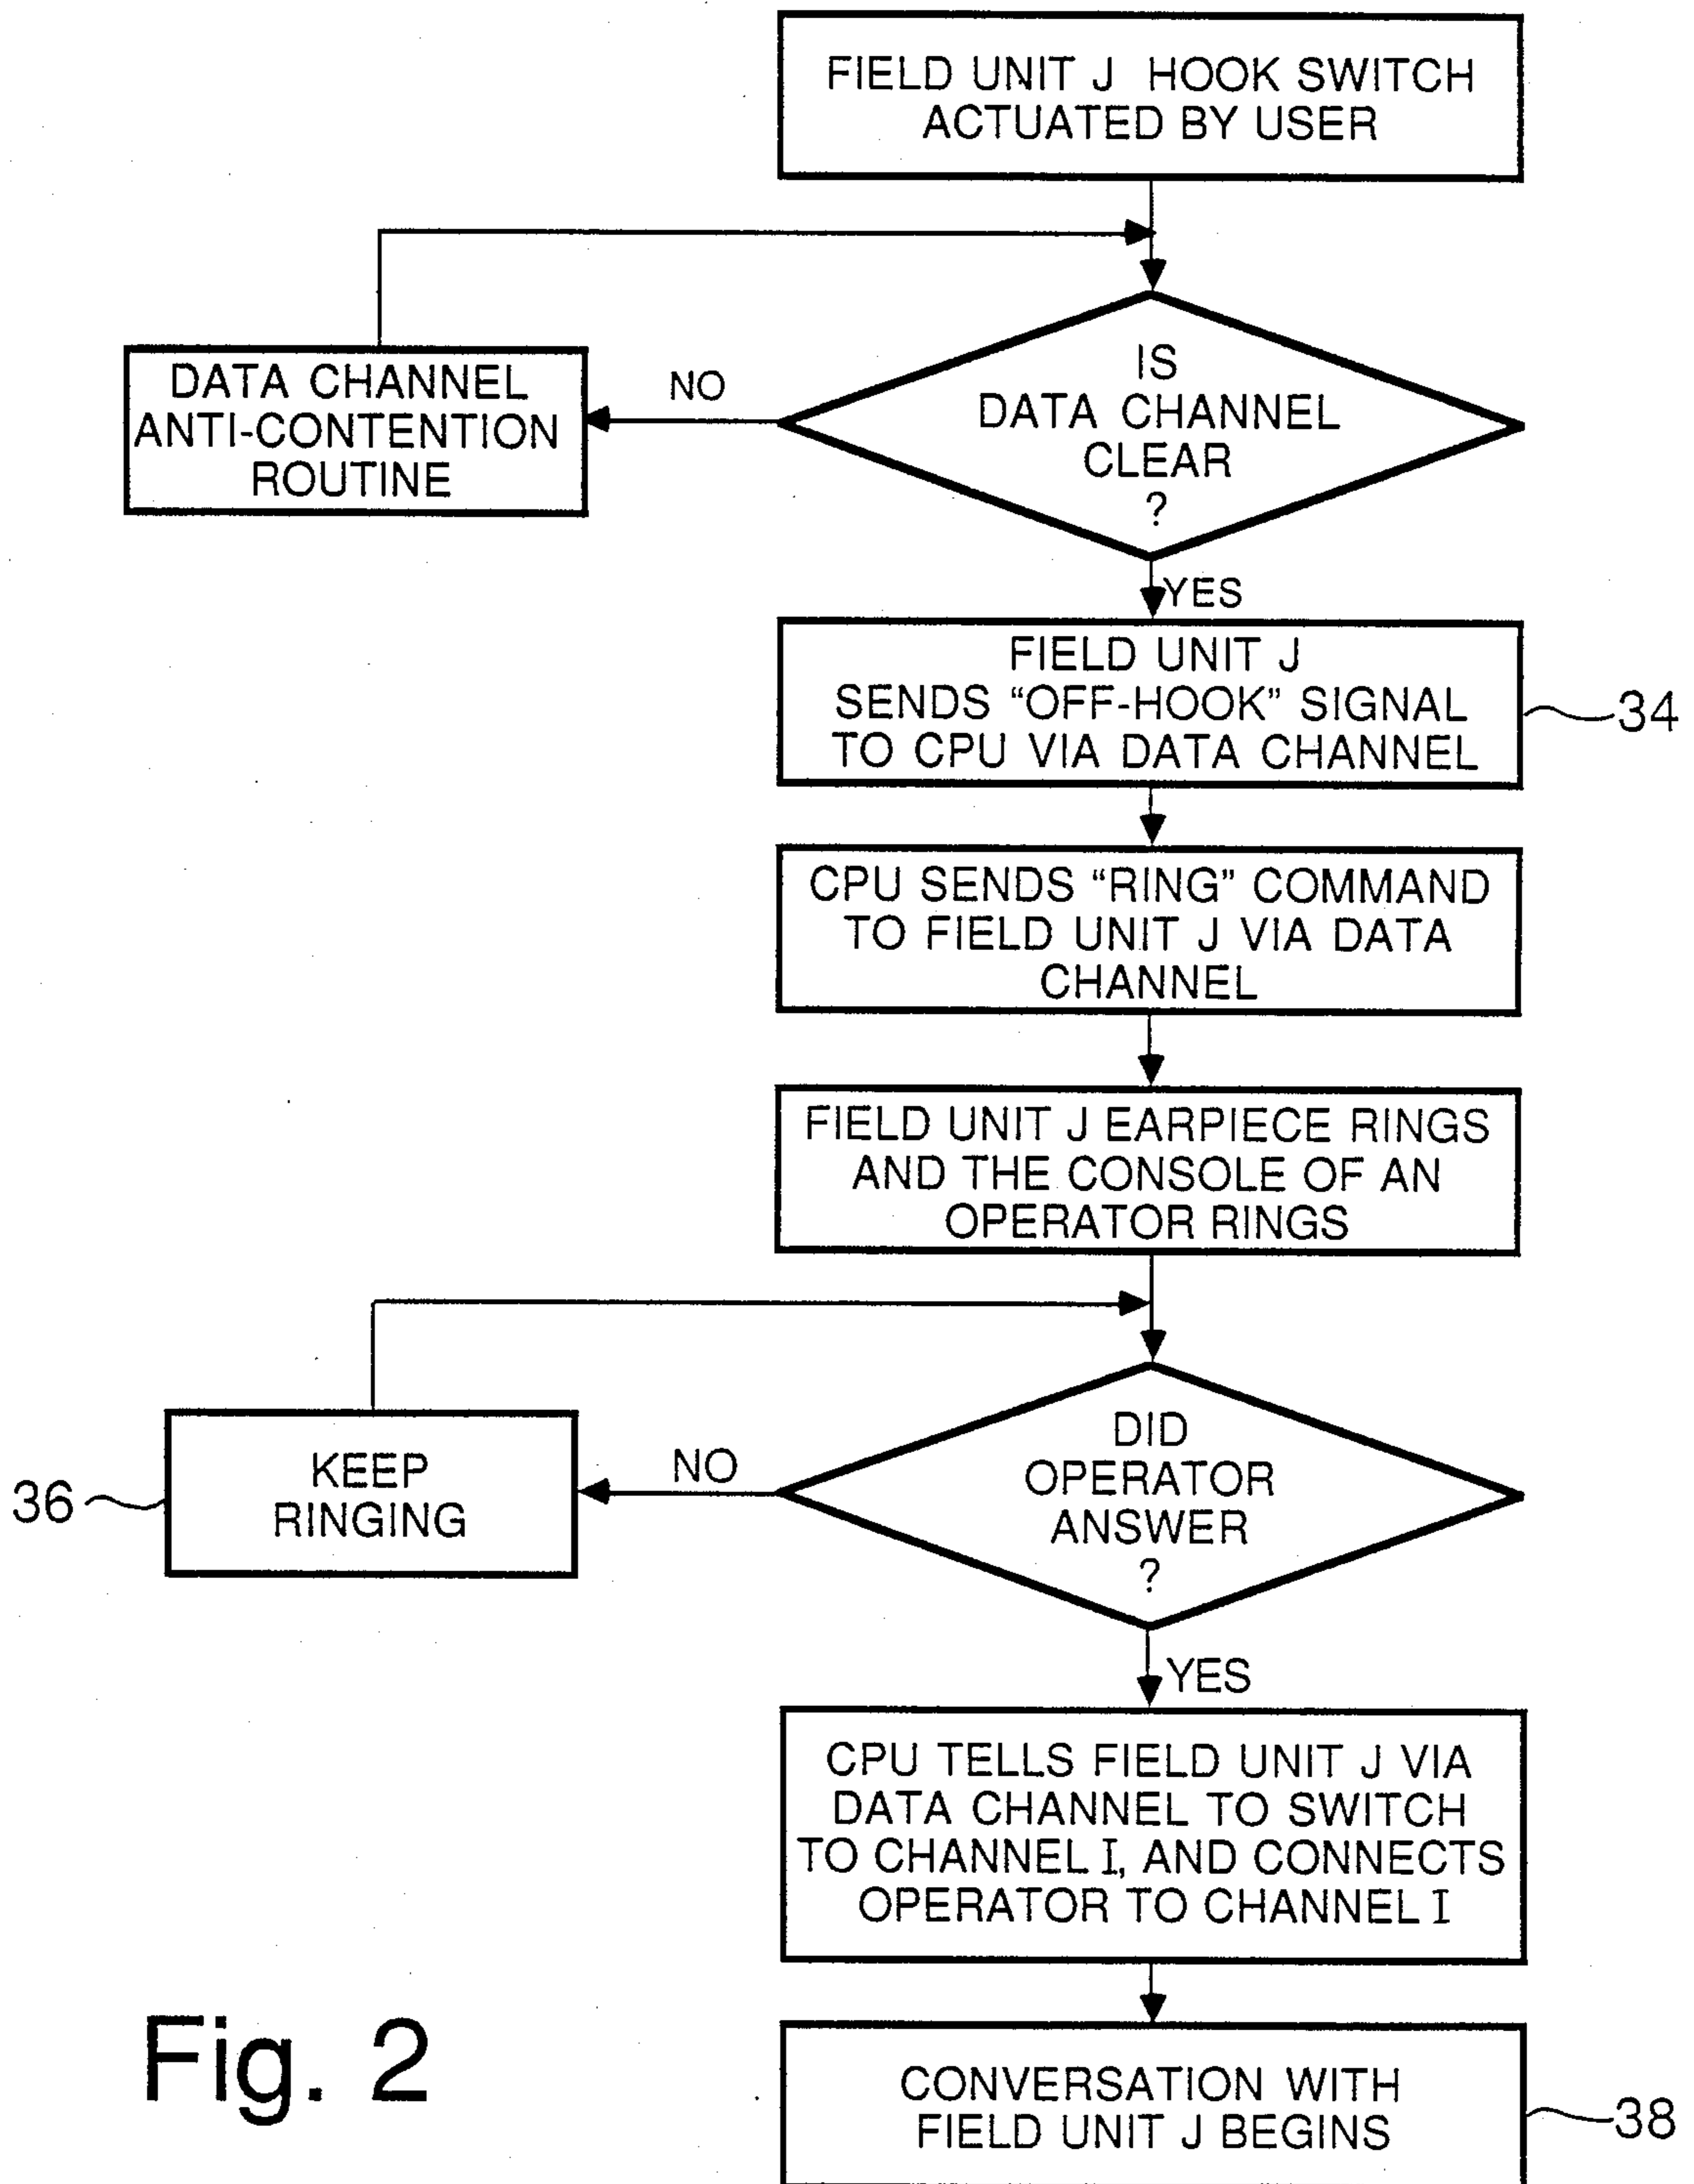 FIELD UNIT J HOOK SWITCH
ACTUATED BY USER
IS
DATA CHANNEL
CLEAR
?
NO
DATA CHANNEL
ANTI-CONTENTION
ROUTINE
YES
FIELD UNIT J
SENDS “OFF-HOOK” SIGNAL
TO CPU VIA DATA CHANNEL
34
CPU SENDS “RING” COMMAND
TO FIELD UNIT J VIA DATA
CHANNEL
FIELD UNIT J EARPIECE RINGS
AND THE CONSOLE OF AN
OPERATOR RINGS
DID
OPERATOR
ANSWER
?
NO
KEEP
RINGING
36
YES
CPU TELLS FIELD UNIT J VIA
DATA CHANNEL TO SWITCH
TO CHANNEL I, AND CONNECTS
OPERATOR TO CHANNEL I
CONVERSATION WITH
FIELD UNIT J BEGINS
38
Fig. 2